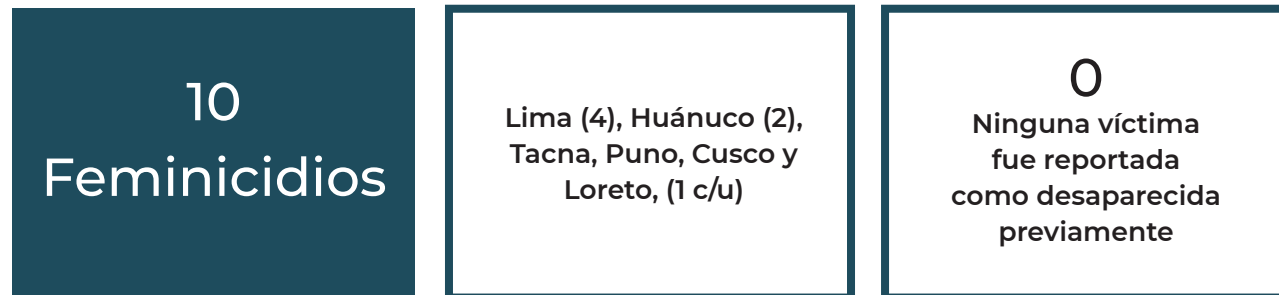 10
Feminicidios
Lima (4), Huánuco (2),
Tacna, Puno, Cusco y
Loreto, (1 c/u)
0
Ninguna víctima
fue reportada
como desaparecida
previamente